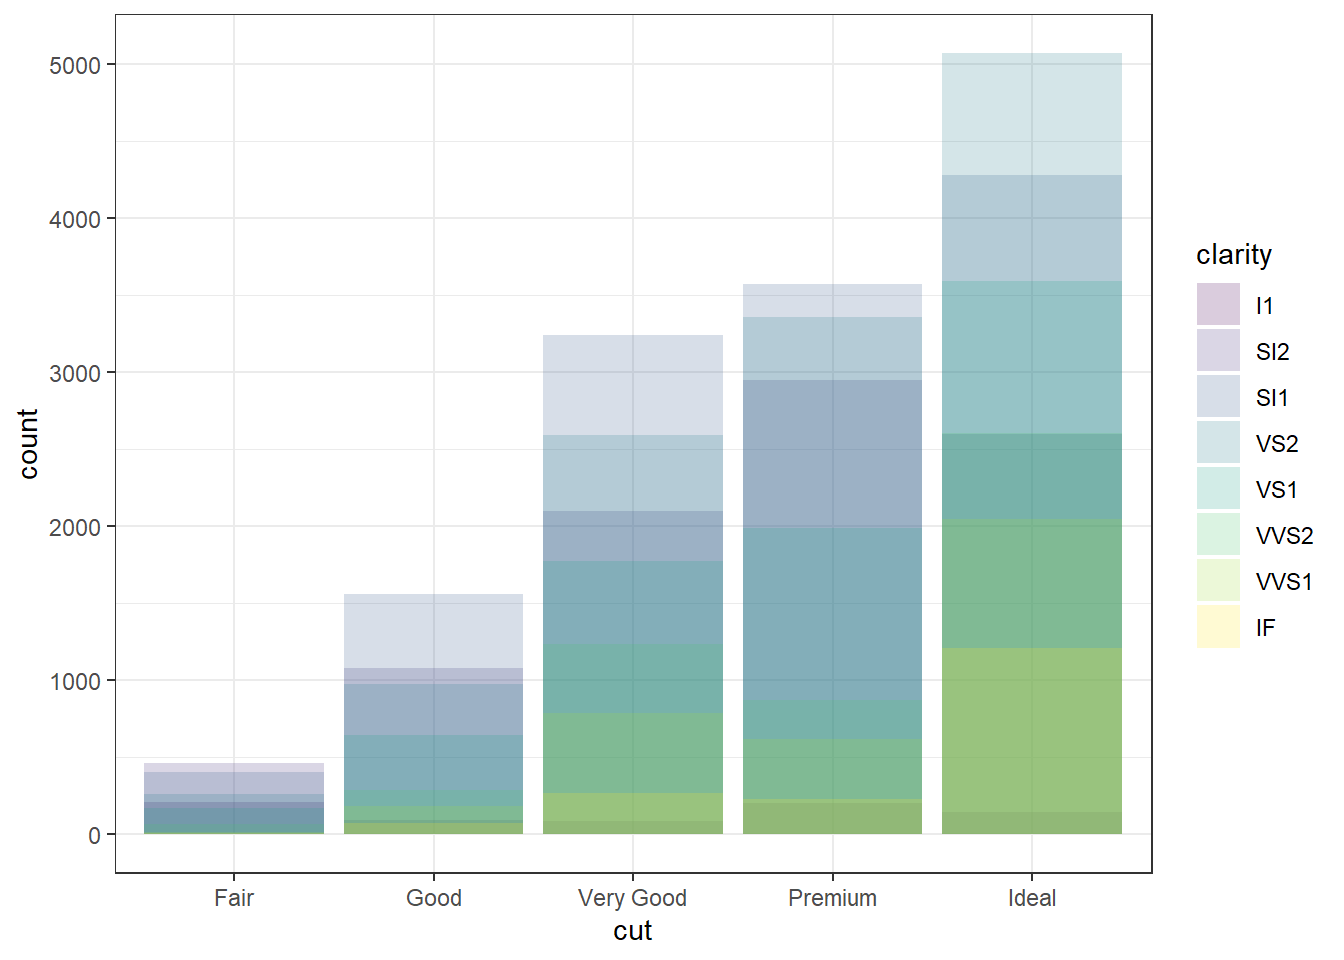 5000
4000
3000
2000
1000
0
count
Fair Good Very Good Premium Ideal
cut
clarity
I1
SI2
SI1
VS2
VS1
VVS2
VVS1
IF